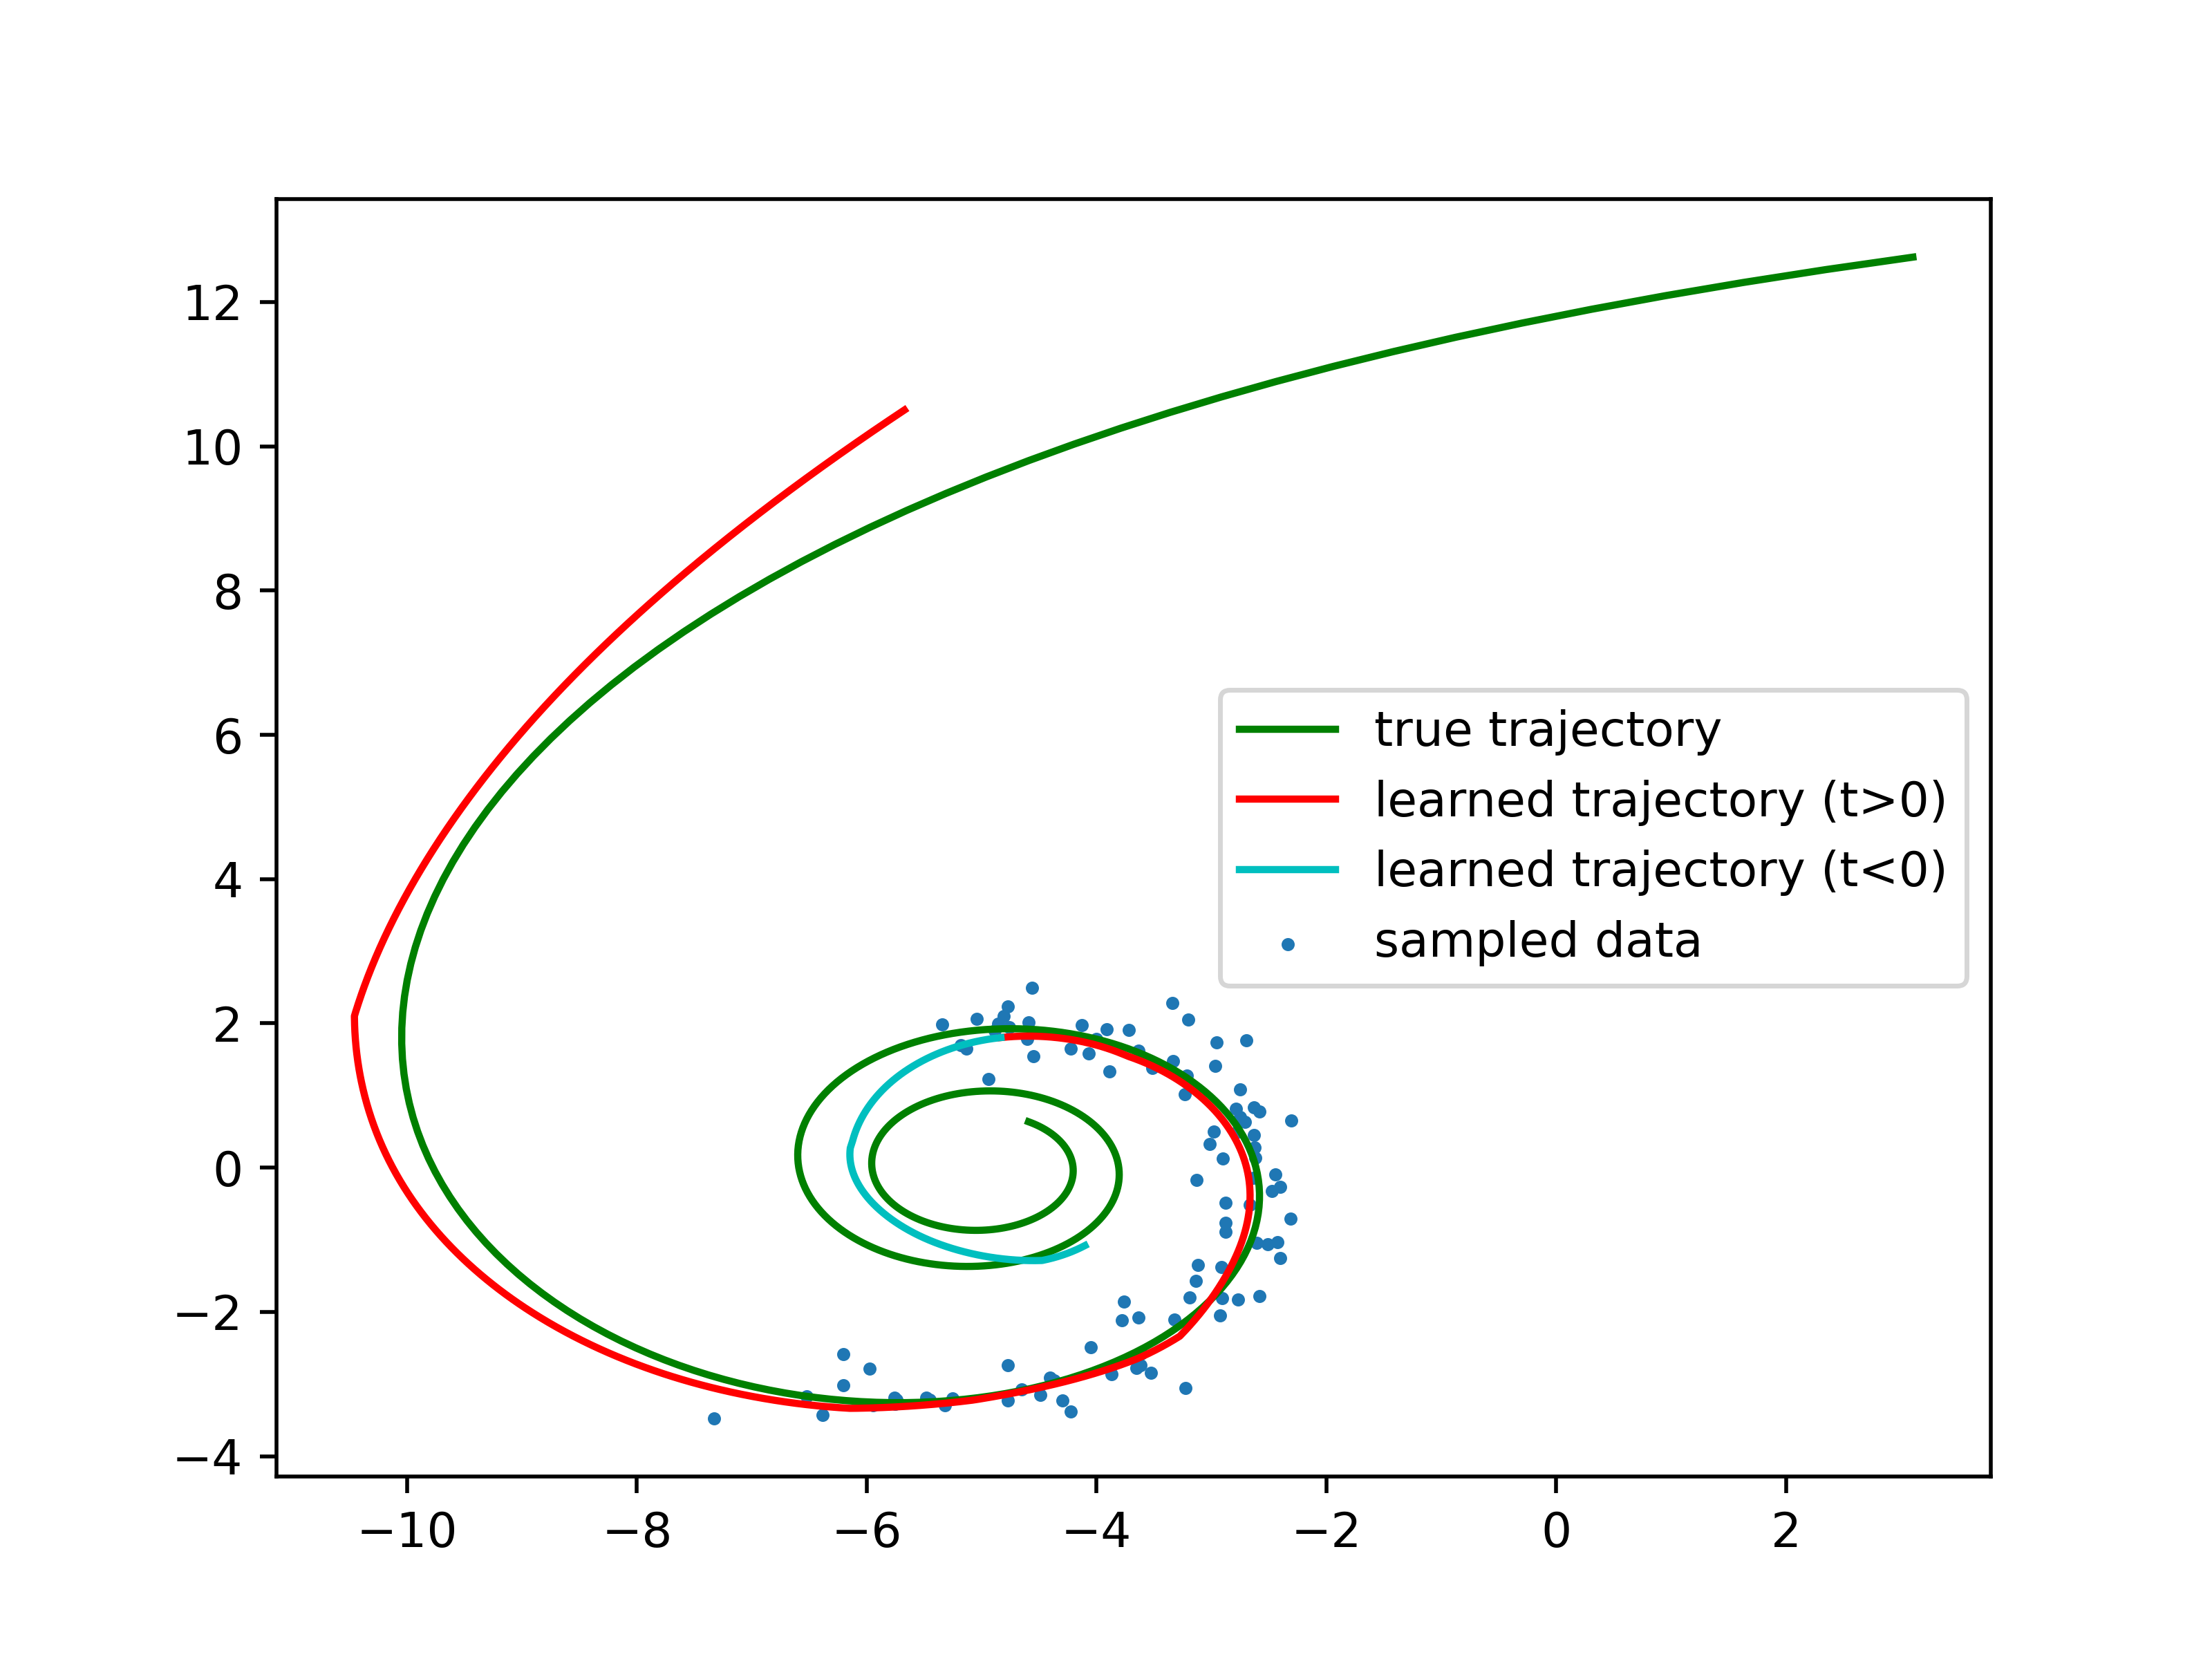 12
10
8
6
4
2
0
−2
−4
true trajectory
learned trajectory (t>0)
learned trajectory (t<0)
sampled data
−10 −8 −6 −4 −2 0 2